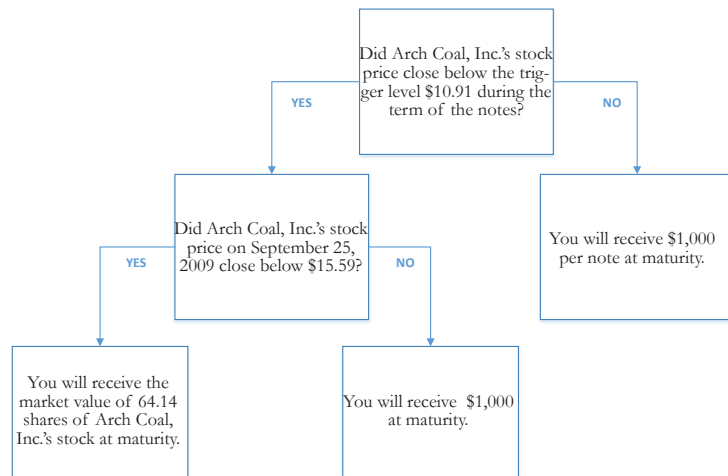 Did Arch Coal, Inc.'s stock
price close below the trig-
ger level $10.91 during the
term of the notes?
YES
NO
Did Arch Coal, Inc.'s stock
price on September 25,
2009 close below $15.59?
You will receive $1,000
per note at maturity.
YES
NO
You will receive the
market value of 64.14
shares of Arch Coal,
Inc.'s stock at maturity.
You will receive $1,000
at maturity.